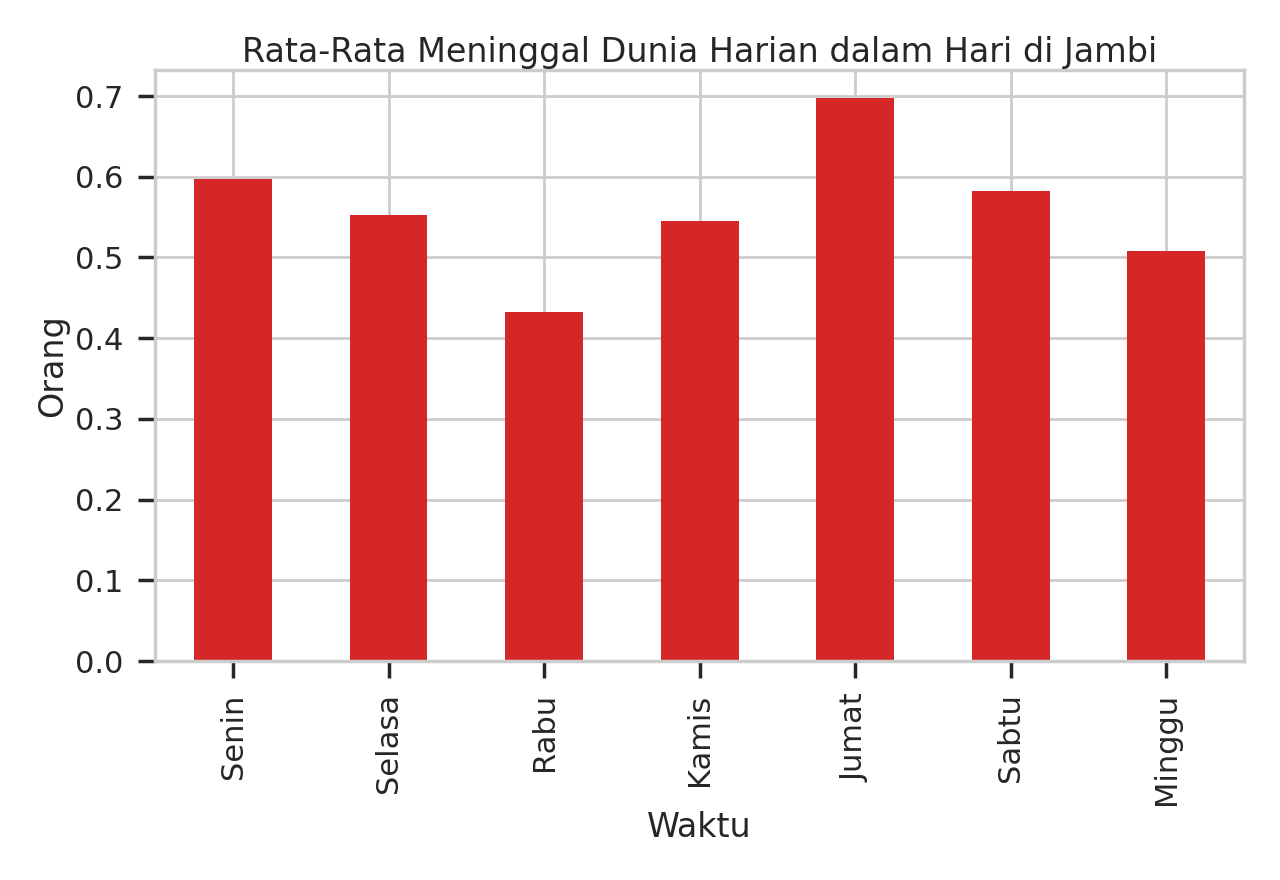 Rata-Rata Meninggal Dunia Harian dalam Hari di Jambi
0.7
0.6
0.5
0.4
0.3
0.2
0.1
0.0
Orang
Senin
Selasa
Rabu
Kamis
Jumat
Sabtu
Minggu
Waktu